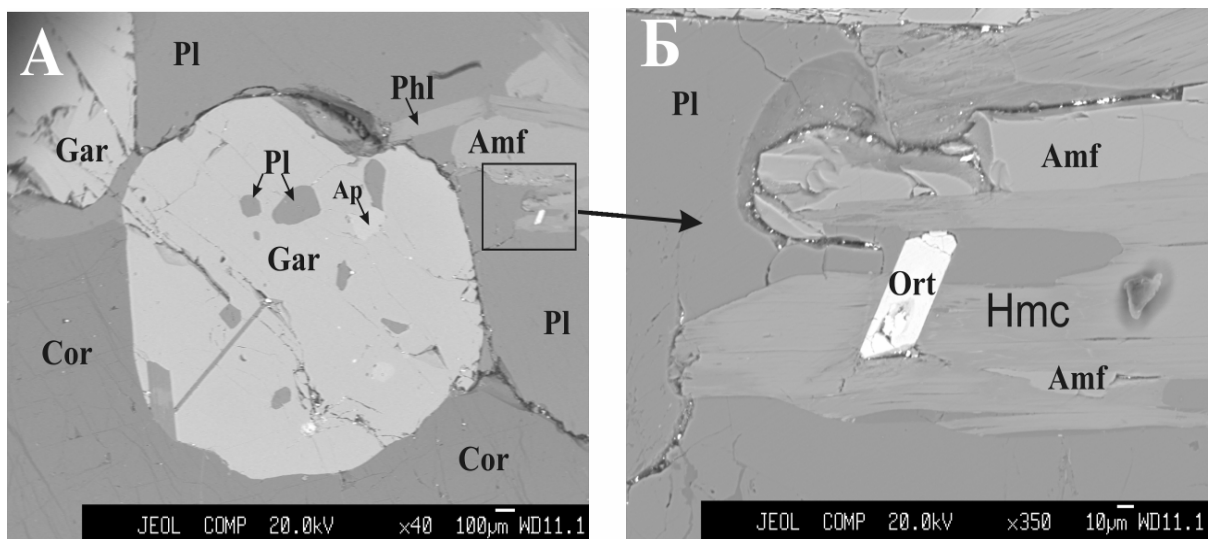 А
Pl
Phl
Gar
Pl
Amf
Ap
Gar
Pl
Cor
Cor
JEOL COMP 20.0kV ×40 100µm WD11.1
Б
Pl
Amf
Ort
Hmc
Amf
JEOL COMP 20.0kV ×350 10µm WD11.1